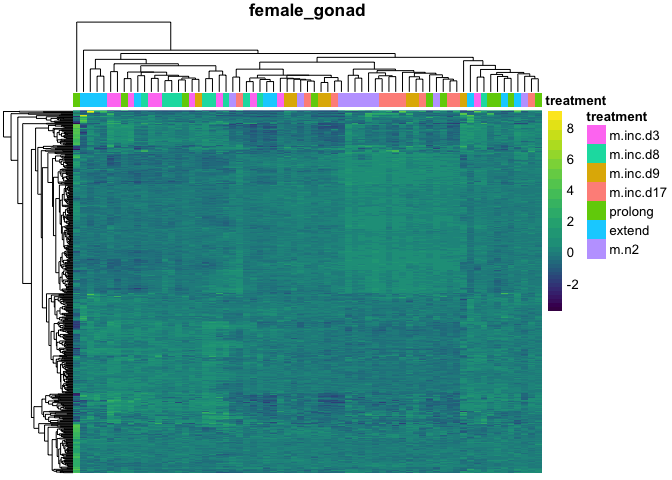 female_gonad
treatment
8
6
4
2
0
-2
treatment
m.inc.d3
m.inc.d8
m.inc.d9
m.inc.d17
prolong
extend
m.n2